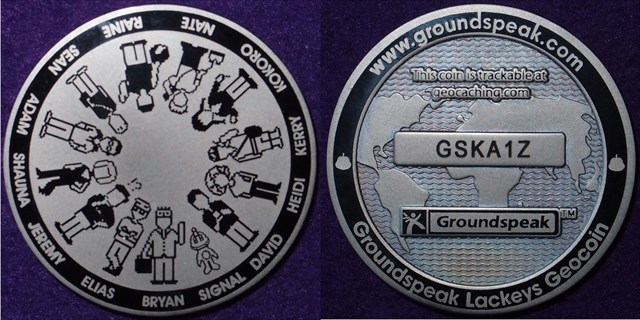 NATE
KOKORO
KERRY
HEIDI
DAVID
SIGNAL
BRYAN
ELIAS
JEREMY
SHAUNA
ADAM
SEAN
RAINE
www.groundspeak.com
This coin is trackable at
geocaching.com
GSKA1Z
Groundspeak TM
Groundspeak Lackeys Geocoin